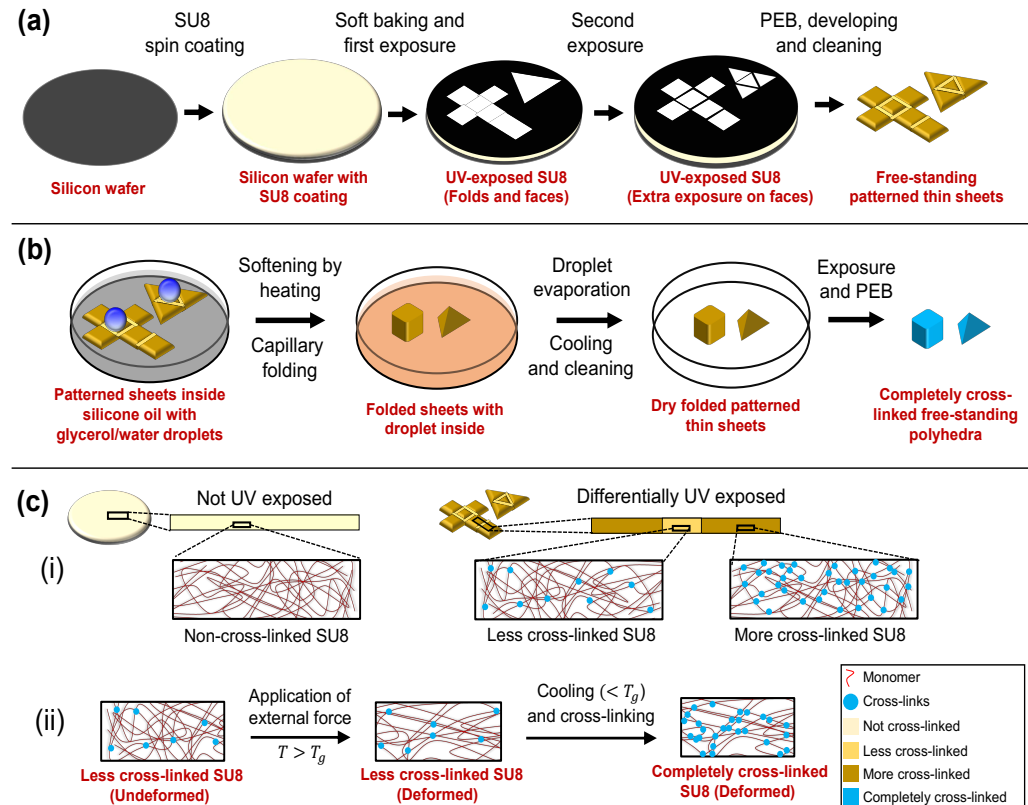 (a)
SU8
spin coating
Soft baking and
first exposure
Second
exposure
PEB, developing
and cleaning
Silicon wafer
Silicon wafer with
SU8 coating
UV-exposed SU8
(Folds and faces)
UV-exposed SU8
(Extra exposure on faces)
Free-standing
patterned thin sheets
(b)
Softening by
heating
Capillary
folding
Droplet
evaporation
Cooling
and cleaning
Exposure
and PEB
Patterned sheets inside
silicone oil with
glycerol/water droplets
Folded sheets with
droplet inside
Dry folded patterned
thin sheets
Completely cross-
linked free-standing
polyhedra
(c)
Not UV exposed
Differentially UV exposed
(i)
Non-cross-linked SU8
Less cross-linked SU8
More cross-linked SU8
(ii)
Application of
external force
T > Tg
Cooling (< Tg)
and cross-linking
Less cross-linked SU8
(Undeformed)
Less cross-linked SU8
(Deformed)
Completely cross-linked
SU8 (Deformed)
Monomer
Cross-links
Not cross-linked
Less cross-linked
More cross-linked
Completely cross-linked